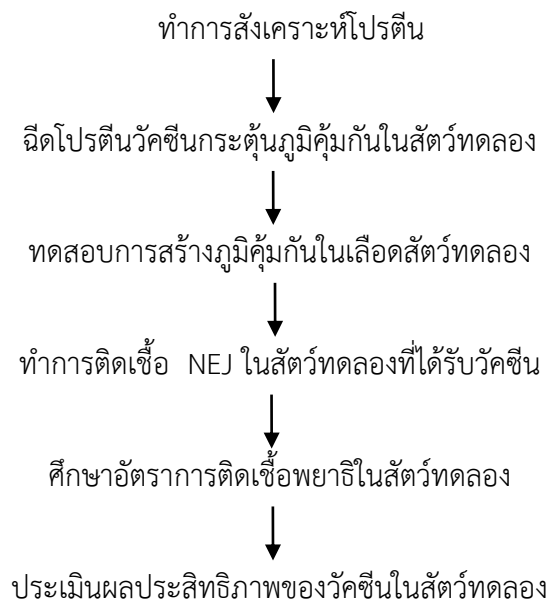 ทำการสังเคราะห์โปรตีน
ฉีดโปรตีนวัคซีนกระตุ้นภูมิคุ้มกันในสัตว์ทดลอง
ทดสอบการสร้างภูมิคุ้มกันในเลือดสัตว์ทดลอง
ทำการติดเชื้อ NEJ ในสัตว์ทดลองที่ได้รับวัคซีน
ศึกษาอัตราการติดเชื้อพยาธิในสัตว์ทดลอง
ประเมินผลประสิทธิภาพของวัคซีนในสัตว์ทดลอง